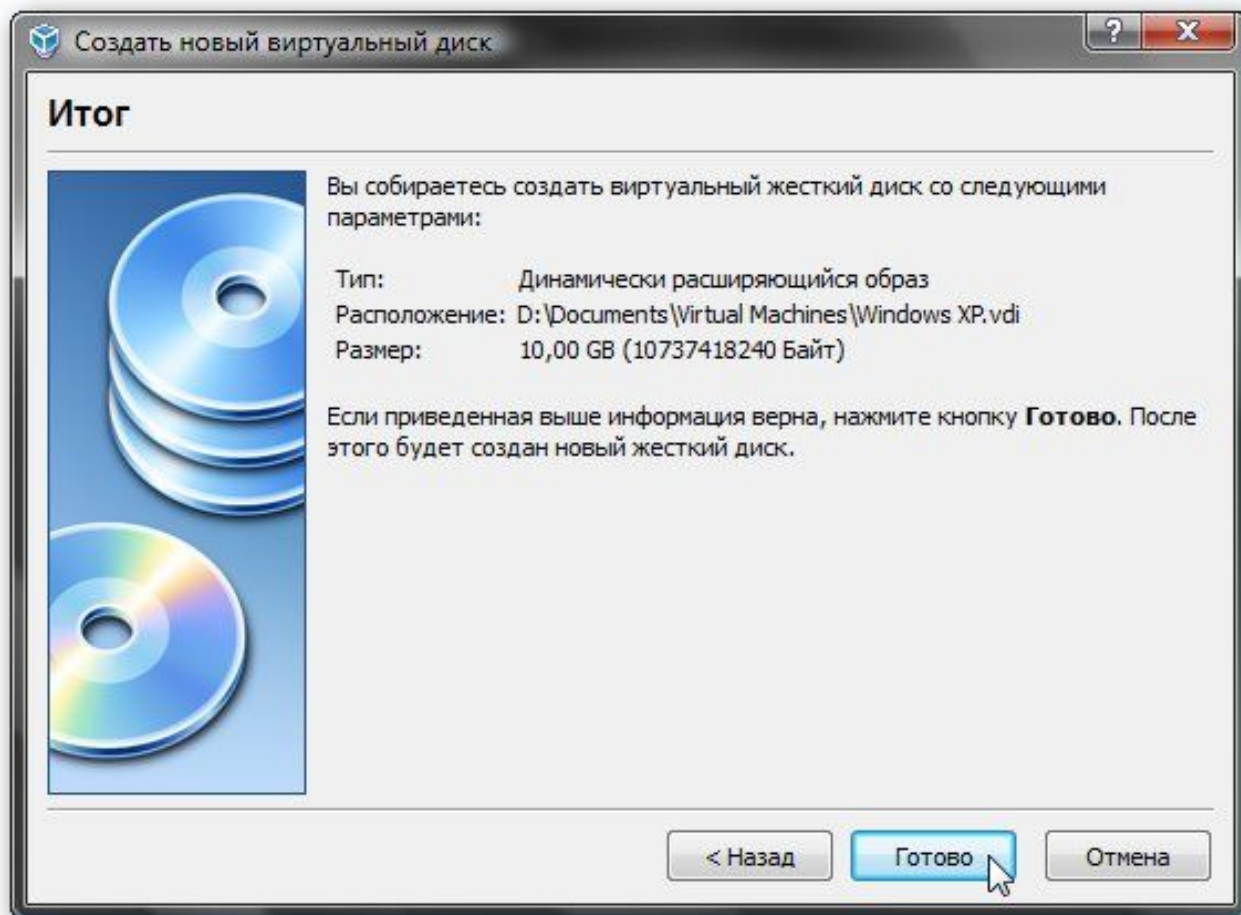 Создать новый виртуальный диск
?
X
Итог
Вы собираетесь создать виртуальный жесткий диск со следующими
параметрами:
Тип: Динамически расширяющийся образ
Расположение: D:\Documents\Virtual Machines\Windows XP.vdi
Размер: 10,00 GB (10737418240 Байт)
Если приведенная выше информация верна, нажмите кнопку Готово. После
этого будет создан новый жесткий диск.
< Назад Готово Отмена